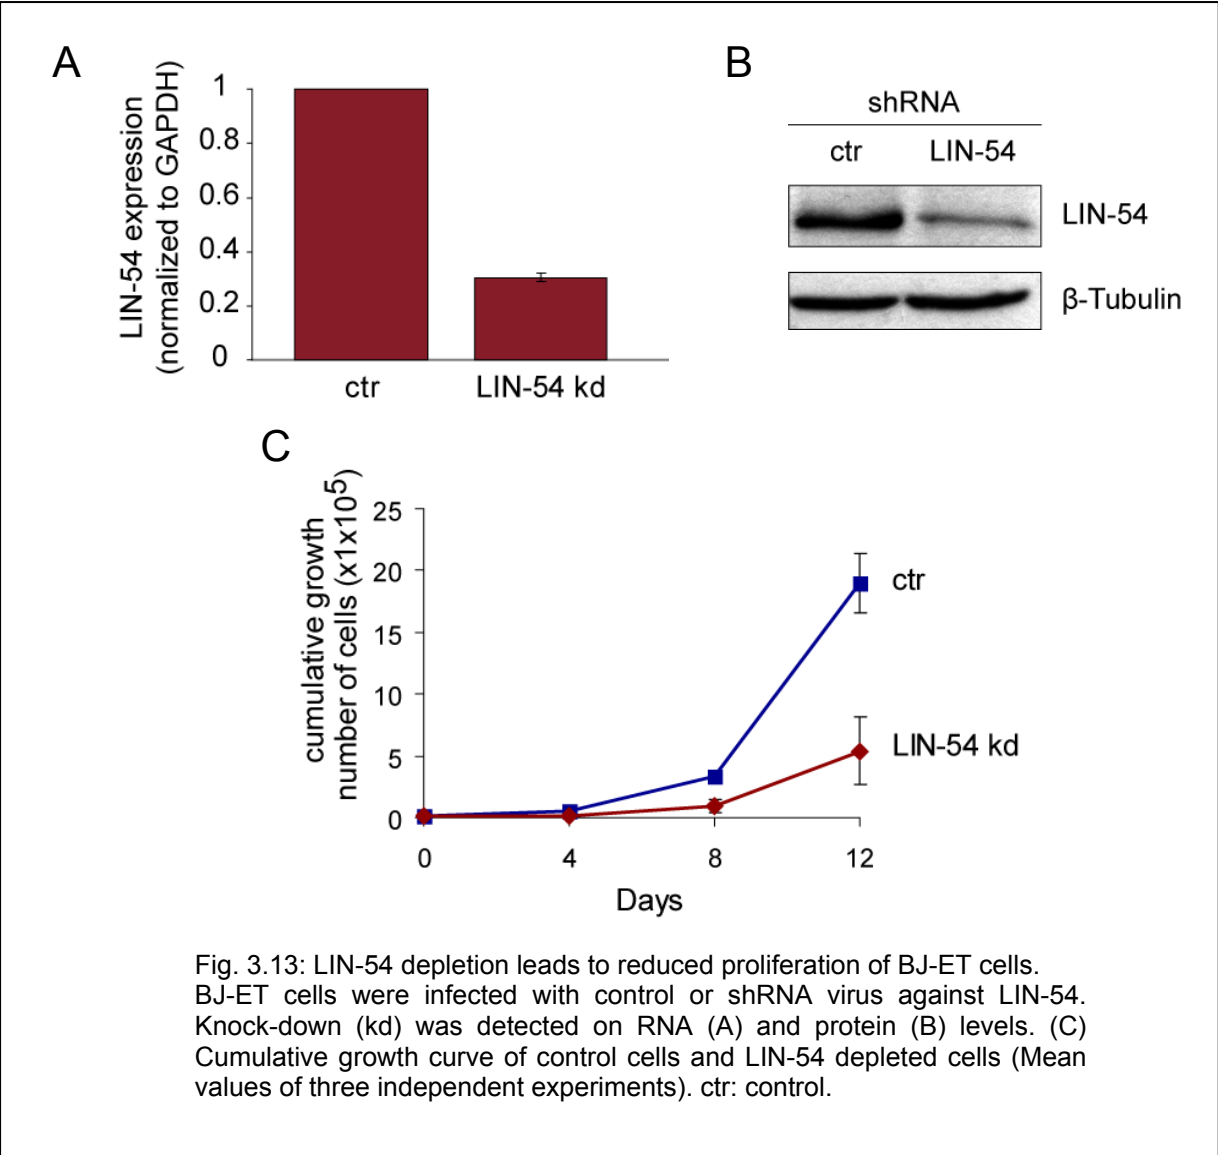 A
LIN-54 expression
(normalized to GAPDH)
1
0.8
0.6
0.4
0.2
0
ctr
LIN-54 kd
B
shRNA
ctr
LIN-54
LIN-54
β-Tubulin
C
cumulative growth
number of cells (x1x10⁵)
25
20
15
10
5
0
0
4
8
12
Days
ctr
LIN-54 kd
Fig. 3.13: LIN-54 depletion leads to reduced proliferation of BJ-ET cells.
BJ-ET cells were infected with control or shRNA virus against LIN-54.
Knock-down (kd) was detected on RNA (A) and protein (B) levels. (C)
Cumulative growth curve of control cells and LIN-54 depleted cells (Mean
values of three independent experiments). ctr: control.